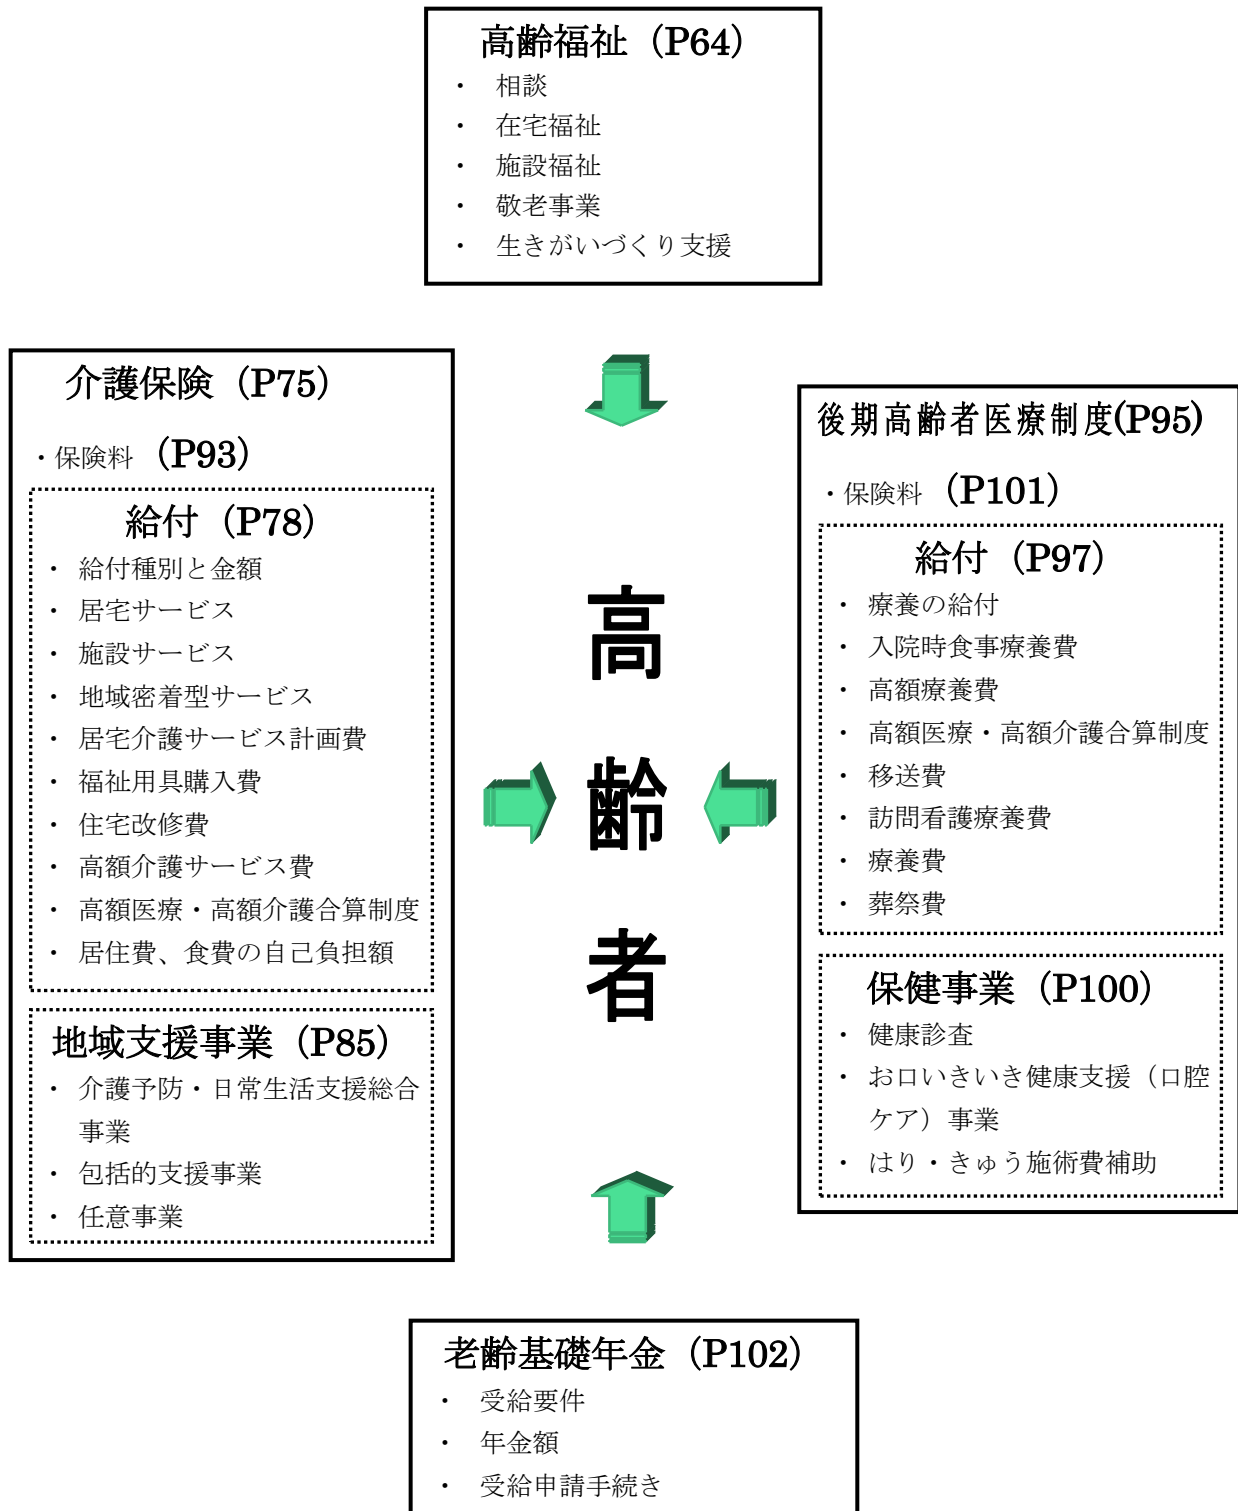 高齢福祉（P64）
・ 相談
・ 在宅福祉
・ 施設福祉
・ 敬老事業
・ 生きがいづくり支援
介護保険（P75）
・保険料（P93）
給付（P78）
・ 給付種別と金額
・ 居宅サービス
・ 施設サービス
・ 地域密着型サービス
・ 居宅介護サービス計画費
・ 福祉用具購入費
・ 住宅改修費
・ 高額介護サービス費
・ 高額医療・高額介護合算制度
・ 居住費、食費の自己負担額
地域支援事業（P85）
・ 介護予防・日常生活支援総合
事業
・ 包括的支援事業
・ 任意事業
高
齢
者
後期高齢者医療制度(P95)
・保険料（P101）
給付（P97）
・ 療養の給付
・ 入院時食事療養費
・ 高額療養費
・ 高額医療・高額介護合算制度
・ 移送費
・ 訪問看護療養費
・ 療養費
・ 葬祭費
保健事業（P100）
・ 健康診査
・ お口いきいき健康支援（口腔
ケア）事業
・ はり・きゅう施術費補助
老齢基礎年金（P102）
・ 受給要件
・ 年金額
・ 受給申請手続き